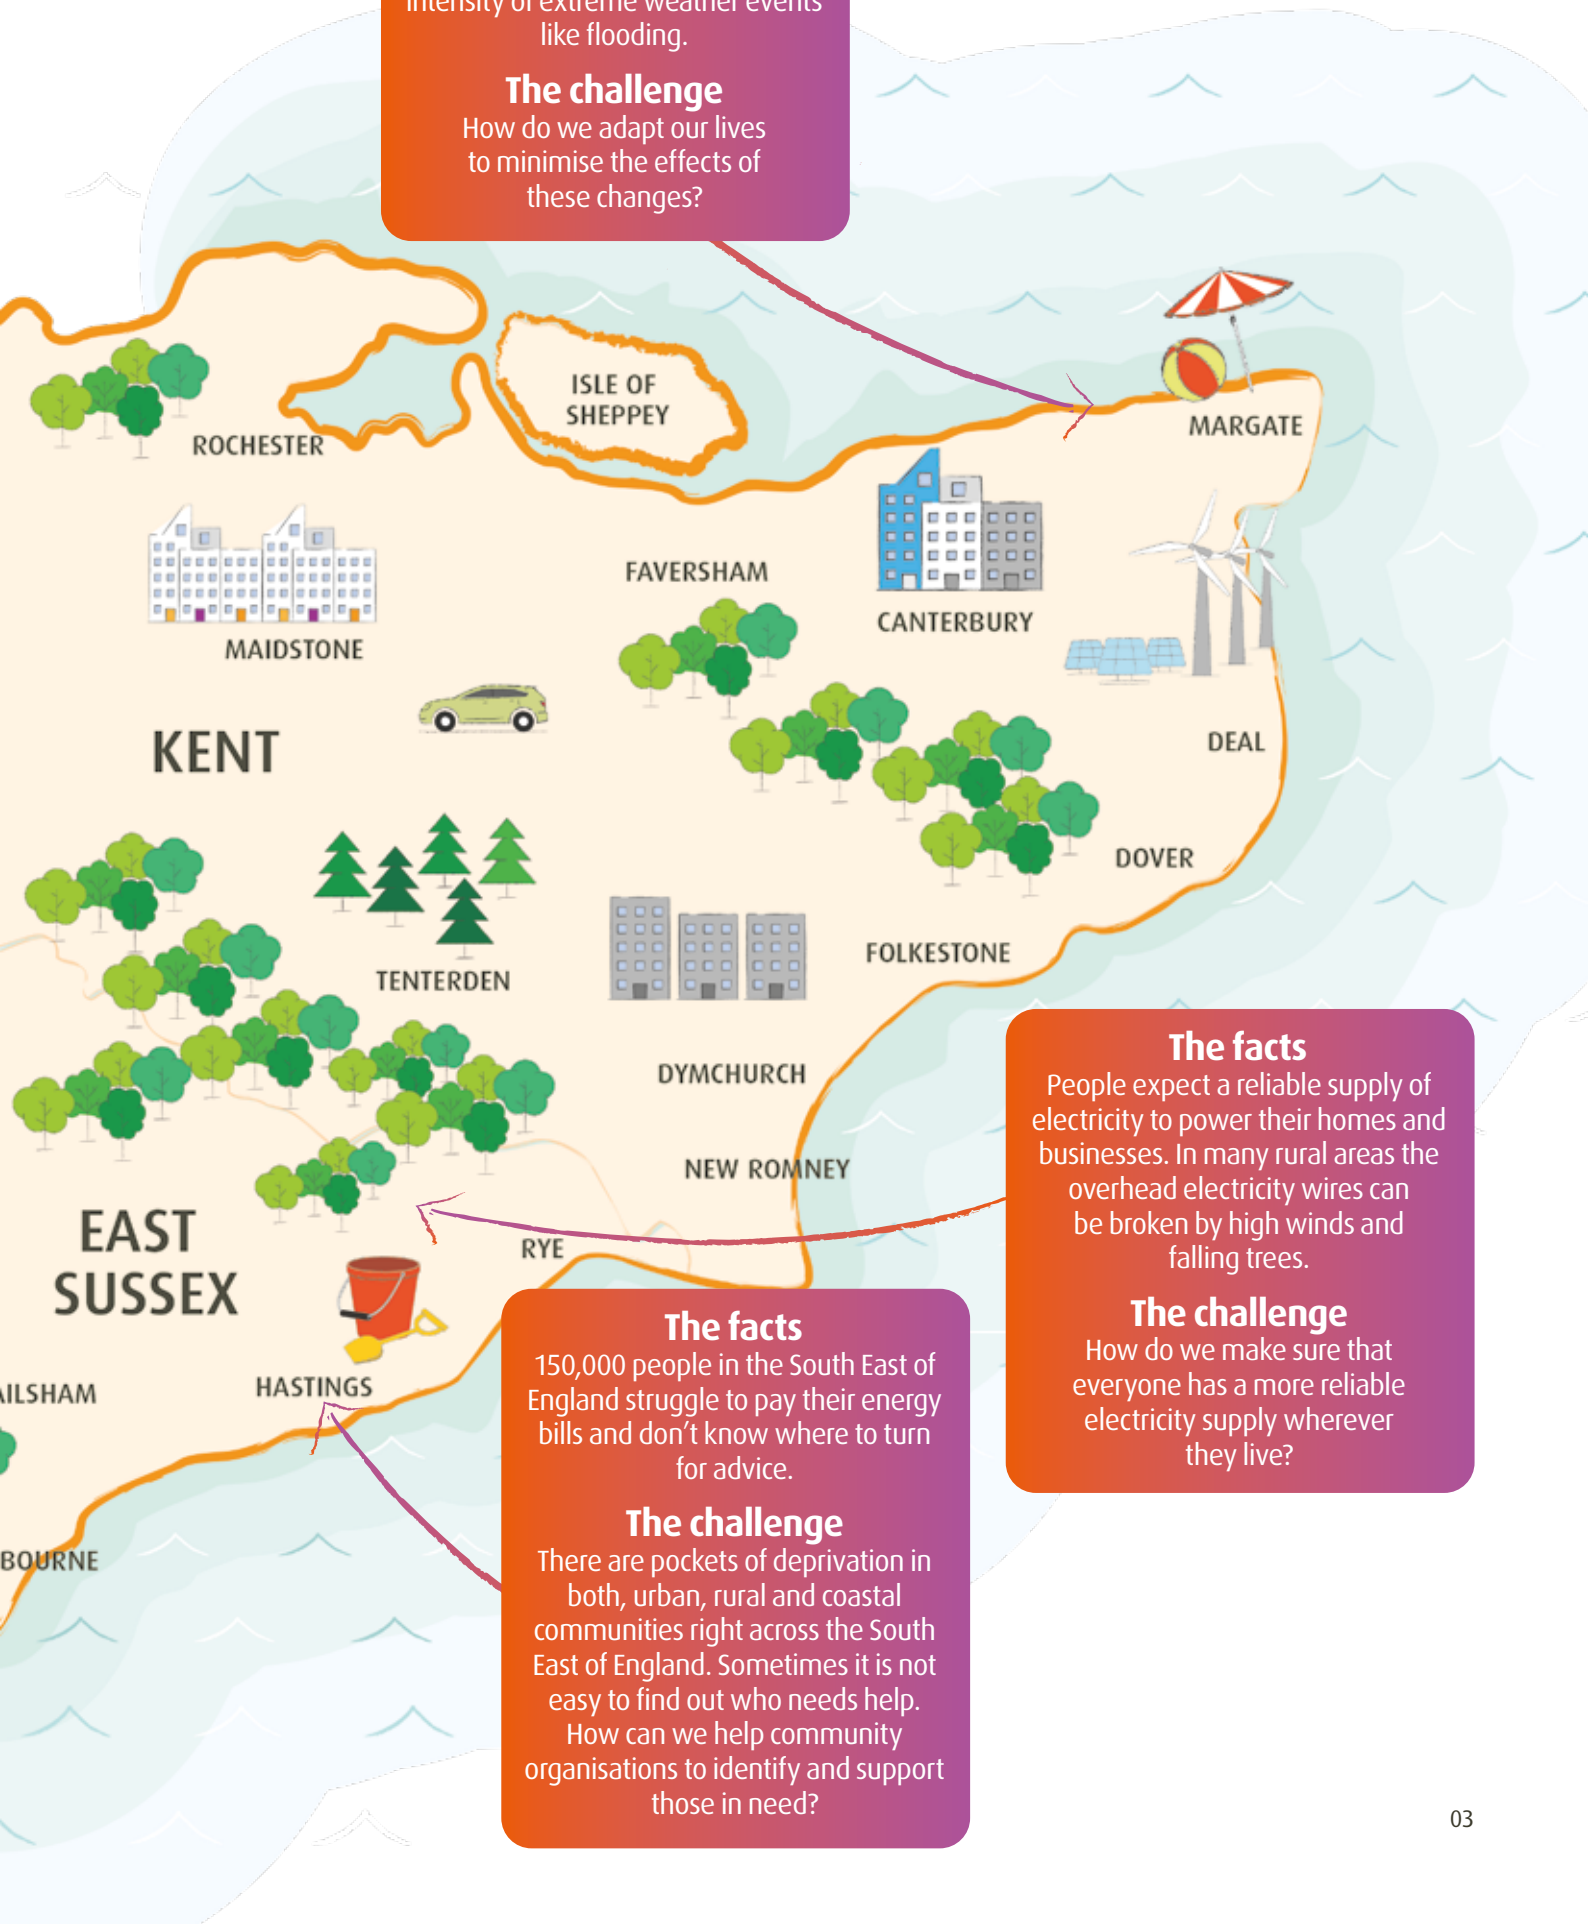 intensity of extreme weather events
like flooding.
The challenge
How do we adapt our lives
to minimise the effects of
these changes?
ISLE OF
SHEPPEY
MARGATE
ROCHESTER
FAVERSHAM
CANTERBURY
MAIDSTONE
KENT
DEAL
DOVER
FOLKESTONE
TENTERDEN
DYMCHURCH
NEW ROMNEY
EAST
SUSSEX
RYE
HASTINGS
AILSHAM
BOURNE
The facts
People expect a reliable supply of
electricity to power their homes and
businesses. In many rural areas the
overhead electricity wires can
be broken by high winds and
falling trees.
The challenge
How do we make sure that
everyone has a more reliable
electricity supply wherever
they live?
The facts
150,000 people in the South East of
England struggle to pay their energy
bills and don’t know where to turn
for advice.
The challenge
There are pockets of deprivation in
both, urban, rural and coastal
communities right across the South
East of England. Sometimes it is not
easy to find out who needs help.
How can we help community
organisations to identify and support
those in need?
03